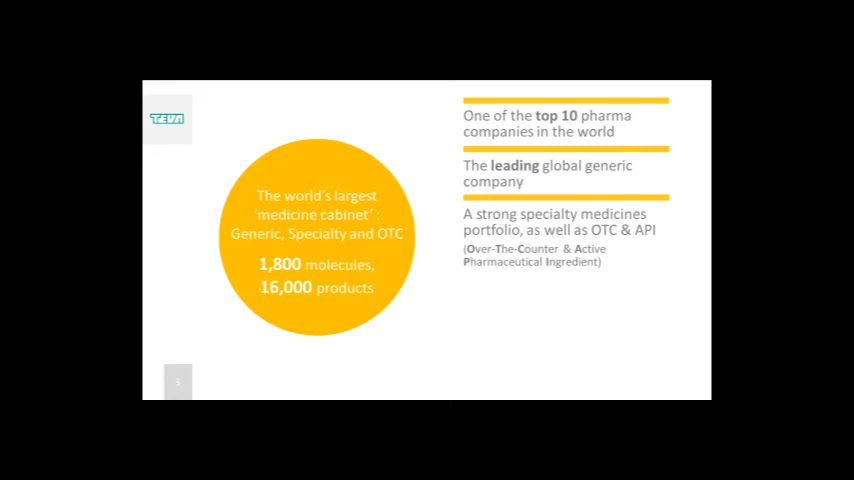 TEVA
The world's largest
'medicine cabinet' :
Generic, Specialty and OTC
1,800 molecules,
16,000 products
One of the top 10 pharma
companies in the world
The leading global generic
company
A strong specialty medicines
portfolio, as well as OTC & API
(Over-The-Counter & Active
Pharmaceutical Ingredient)
3